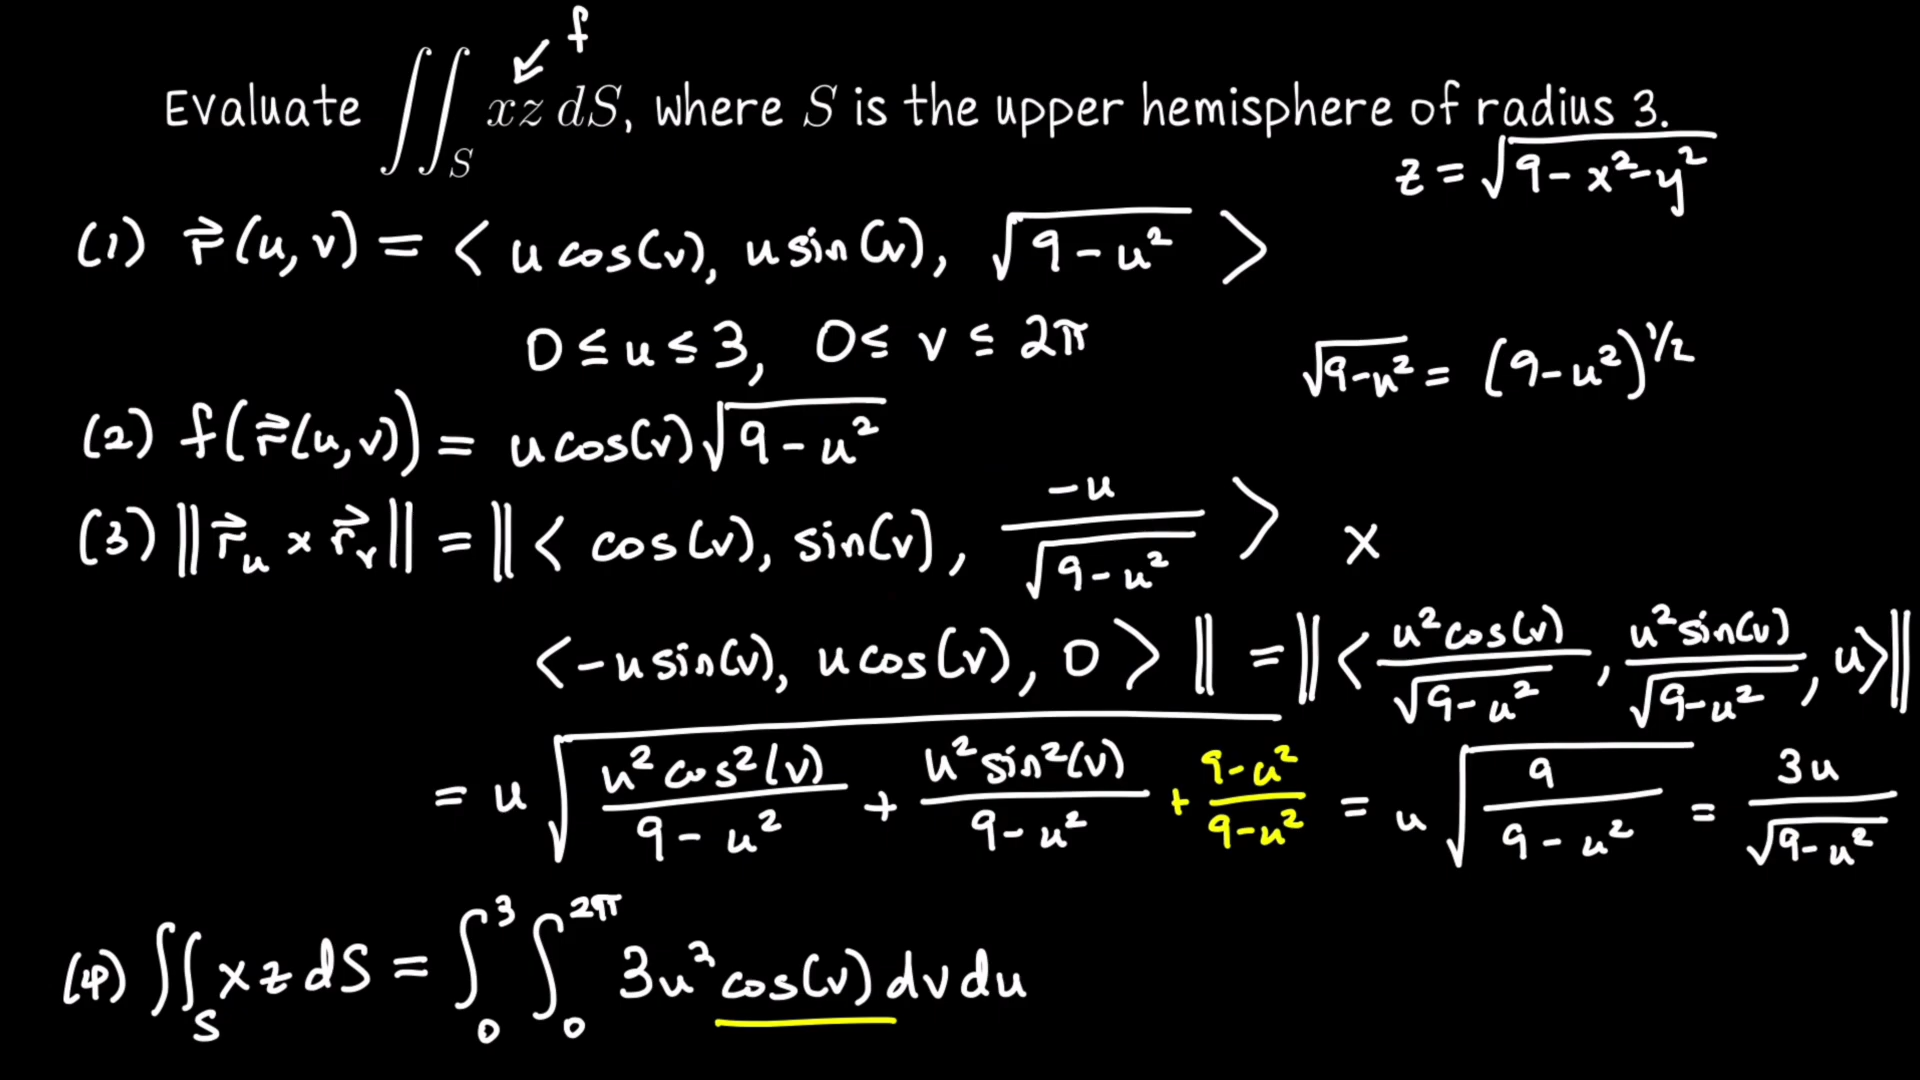 f
Evaluate ∬_S xz dS, where S is the upper hemisphere of radius 3.
z = √(9 - x² - y²)
(1) r⃗(u,v) = ⟨ u cos(v), u sin(v), √(9 - u²) ⟩
0 ≤ u ≤ 3, 0 ≤ v ≤ 2π
√(9-u²) = (9-u²)^(1/2)
(2) f(r⃗(u,v)) = u cos(v) √(9 - u²)
(3) ‖r⃗_u × r⃗_v‖ = ‖⟨ cos(v), sin(v), -u/√(9-u²) ⟩ ×
⟨-u sin(v), u cos(v), 0⟩‖ = ‖⟨ u² cos(v)/√(9-u²), u² sin(v)/√(9-u²), u⟩‖
= u √( u² cos²(v)/(9-u²) + u² sin²(v)/(9-u²) + (9-u²)/(9-u²) ) = u √( 9/(9-u²) ) = 3u/√(9-u²)
(4) ∬_S xz dS = ∫_0^3 ∫_0^2π 3u² cos(v) dv du